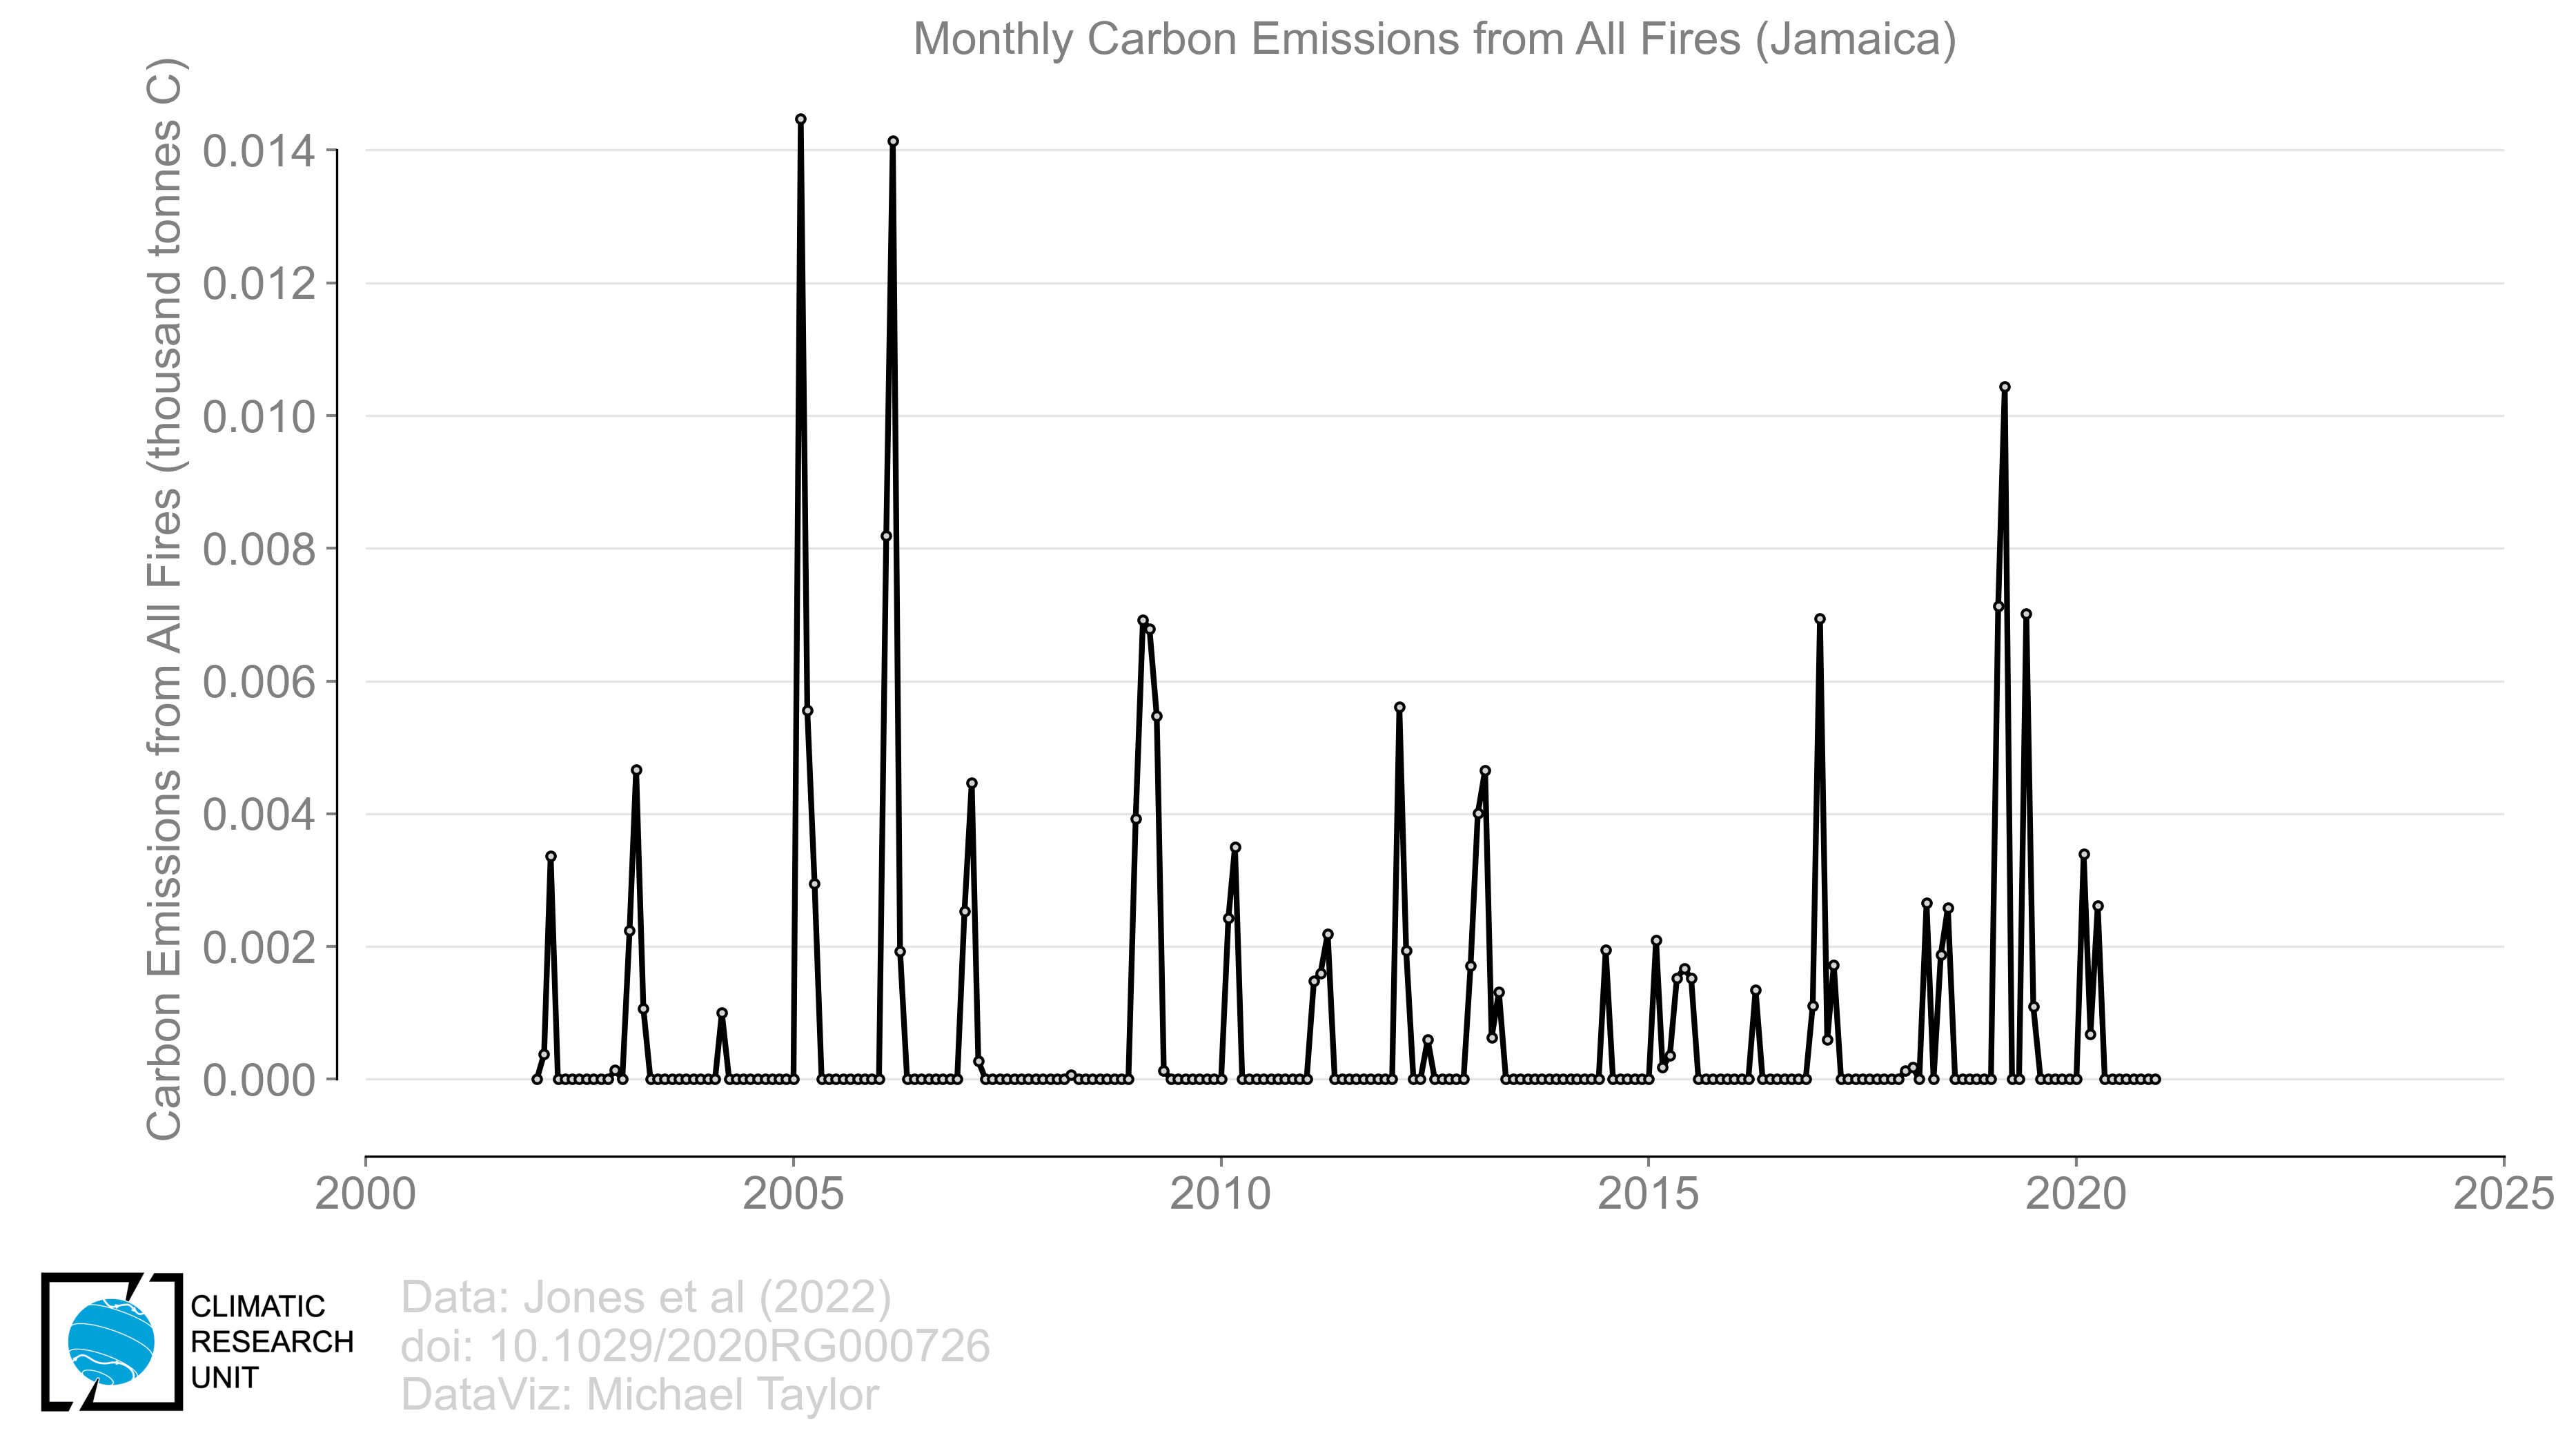 Monthly Carbon Emissions from All Fires (Jamaica)
Carbon Emissions from All Fires (thousand tonnes C)
0.014
0.012
0.010
0.008
0.006
0.004
0.002
0.000
2000
2005
2010
2015
2020
2025
CLIMATIC
RESEARCH
UNIT
Data: Jones et al (2022)
doi: 10.1029/2020RG000726
DataViz: Michael Taylor